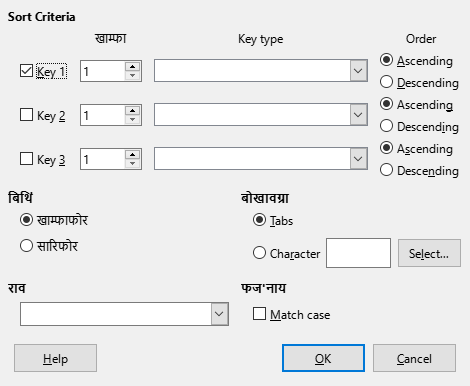 Sort Criteria
खाम्फा Key type Order
Key 1 1 Ascending
Descending
Key 2 1 Ascending
Descending
Key 3 1 Ascending
Descending
बिथिं बोखावग्रा
खाम्फाफोर Tabs
सारिफोर Character Select...
राव फज'नाय
Match case
Help OK Cancel